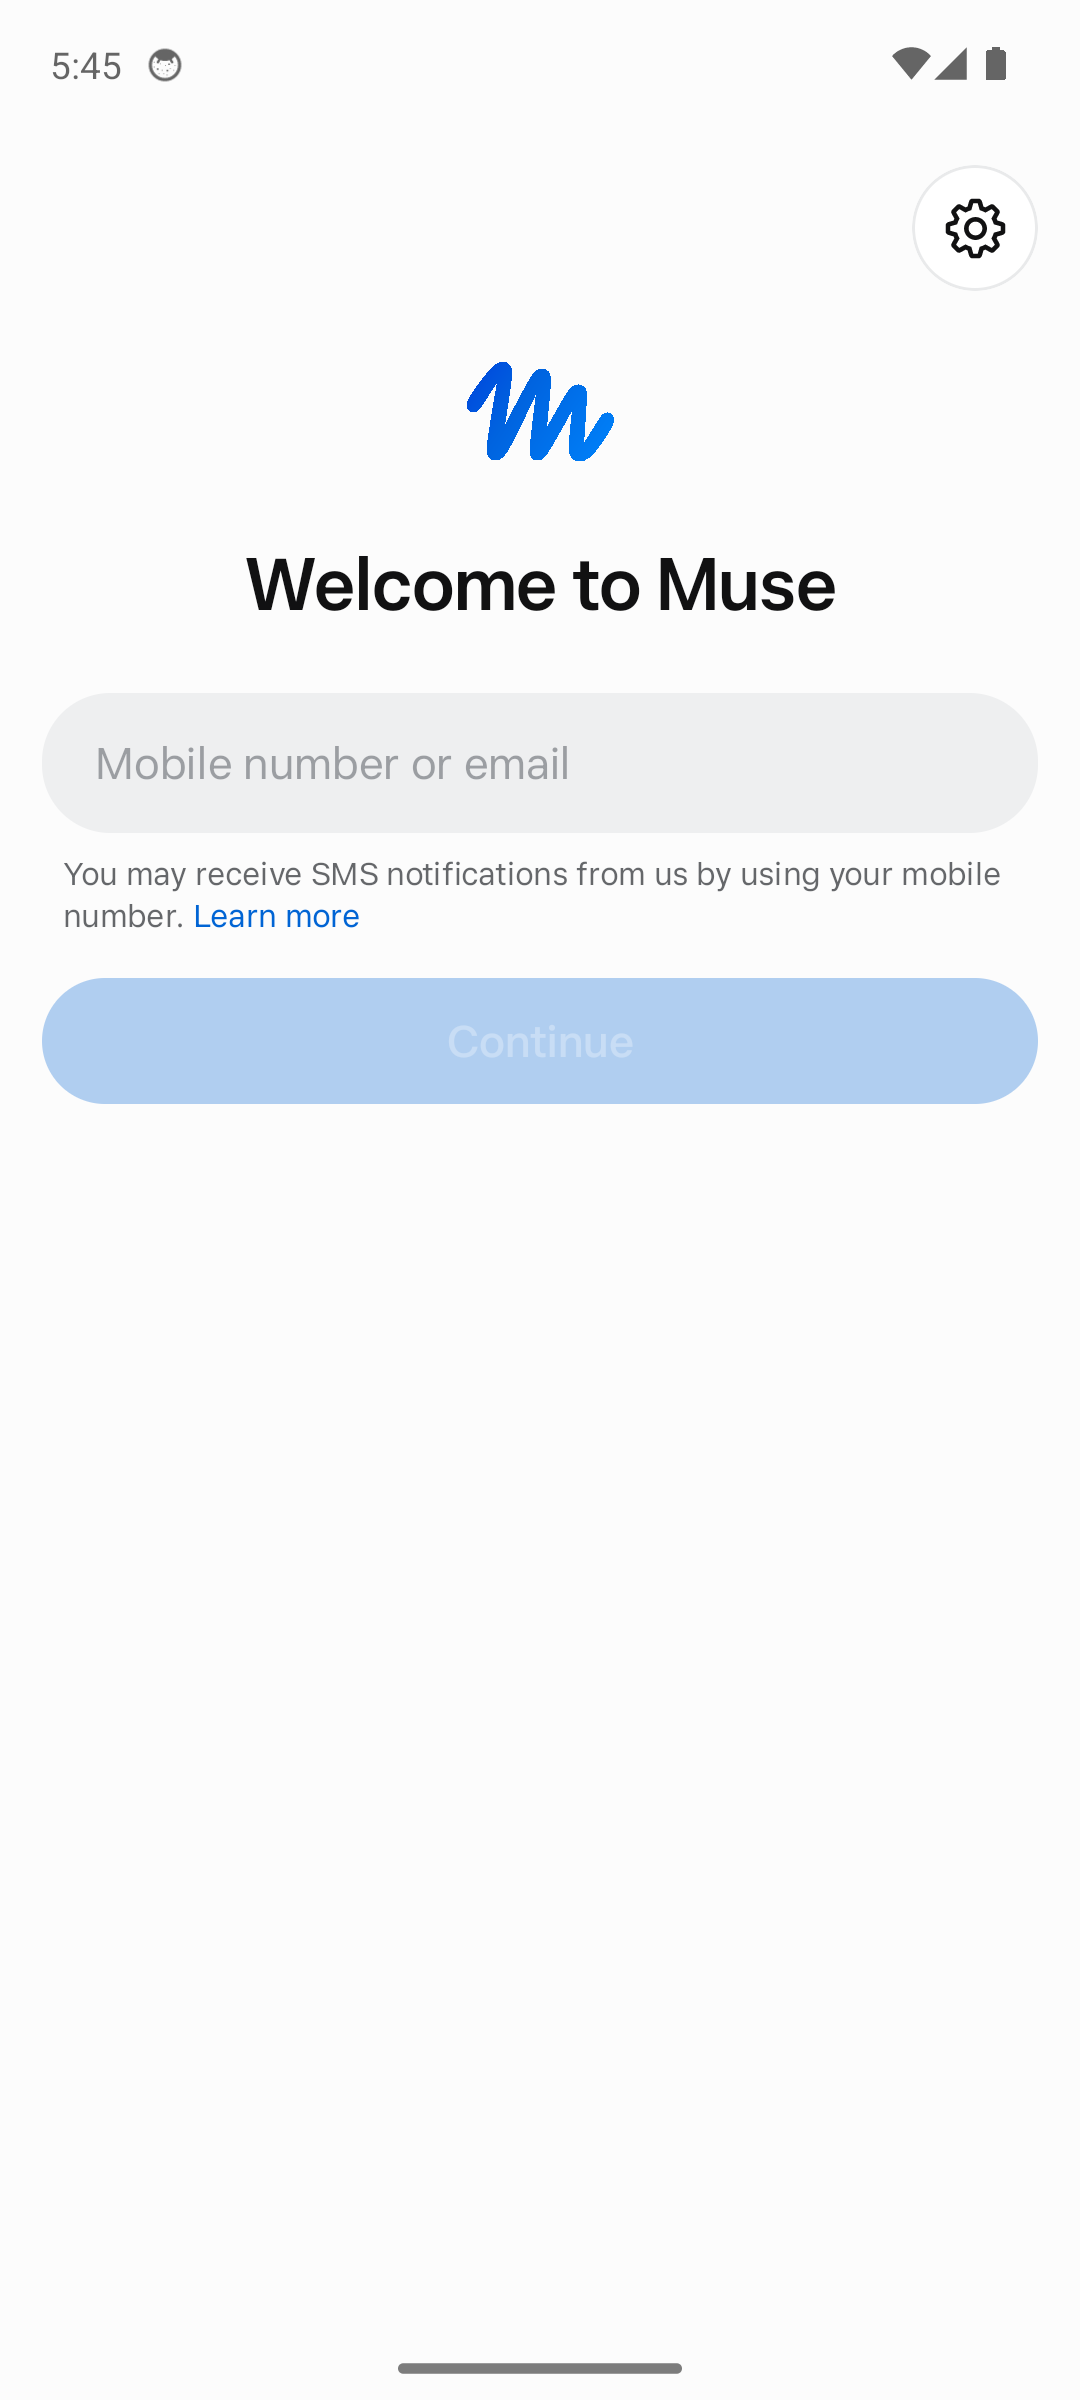 5:45
Welcome to Muse
Mobile number or email
You may receive SMS notifications from us by using your mobile
number. Learn more
Continue